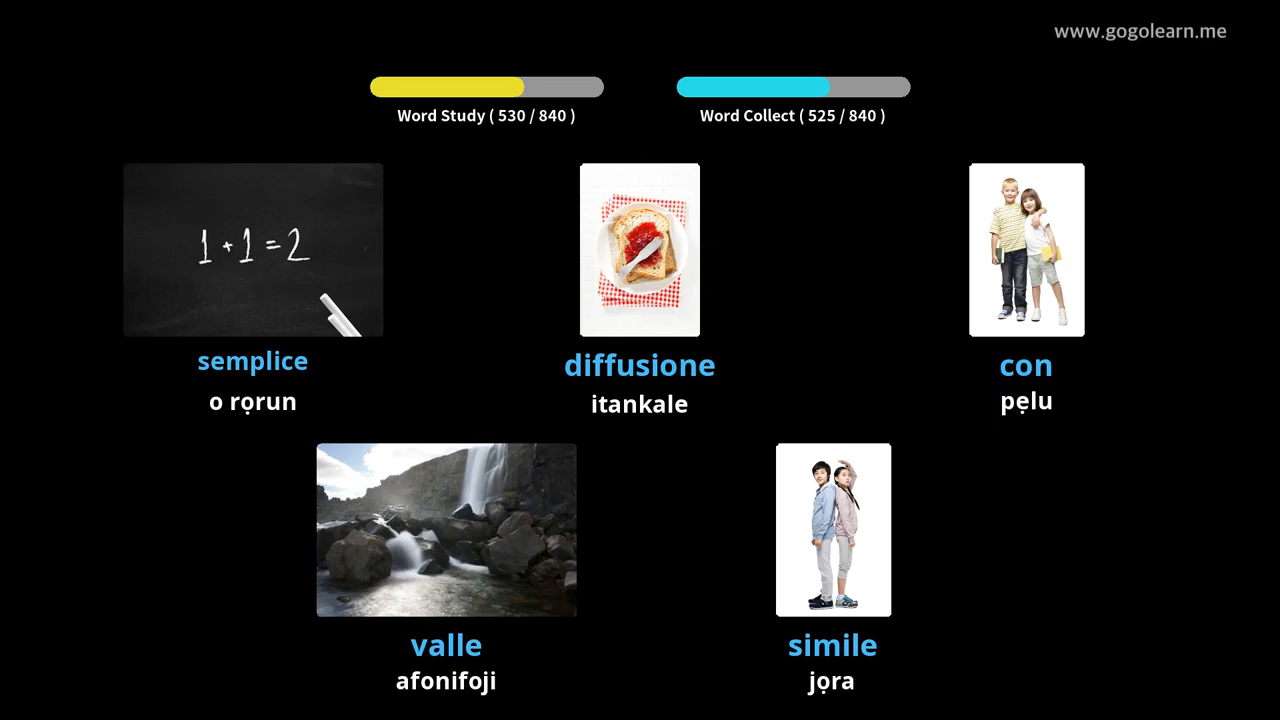 www.gogolearn.me
Word Study ( 530 / 840 )
Word Collect ( 525 / 840 )
1 + 1 = 2
semplice
o rọrun
diffusione
itankale
con
pẹlu
valle
afonifoji
simile
jọra